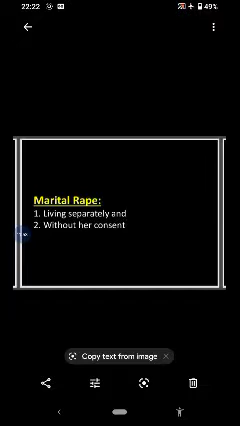 22:22
49%
Marital Rape:
1. Living separately and
2. Without her consent
Copy text from image